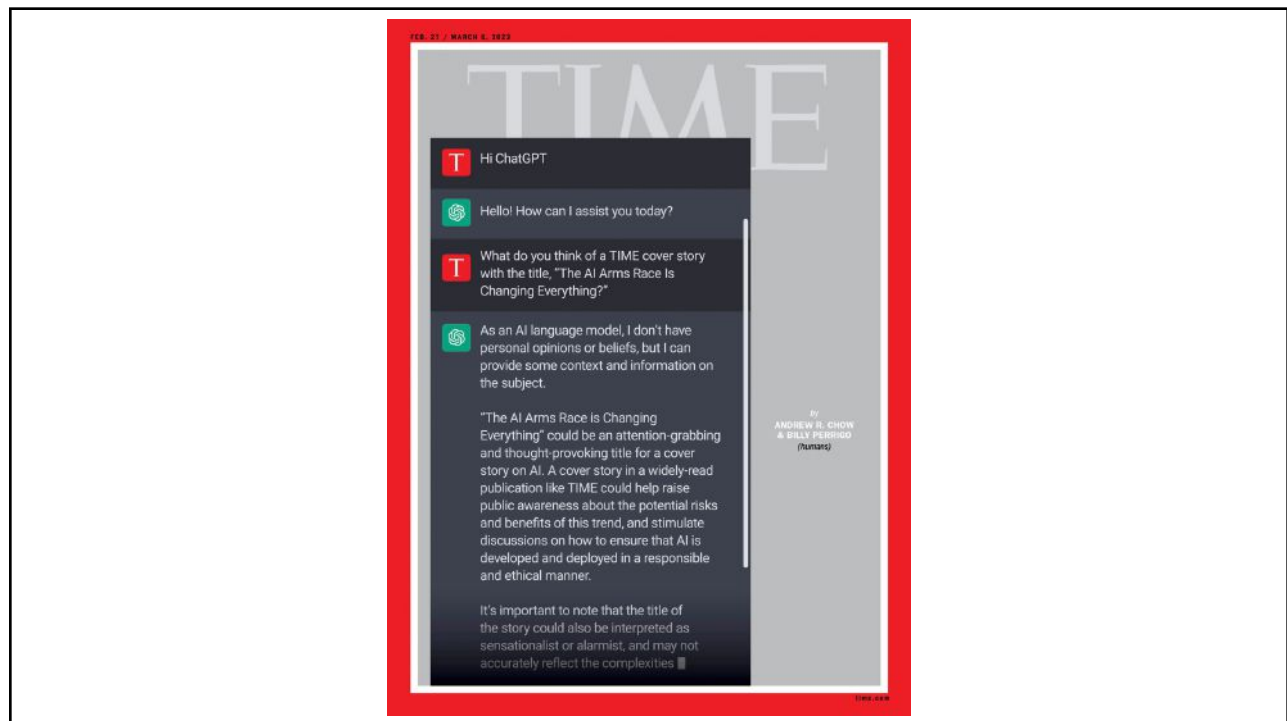 FEB. 27 / MARCH 6, 2023
TIME
T
Hi ChatGPT
Hello! How can I assist you today?
T
What do you think of a TIME cover story
with the title, “The AI Arms Race Is
Changing Everything?”
As an AI language model, I don't have
personal opinions or beliefs, but I can
provide some context and information on
the subject.
“The AI Arms Race is Changing
Everything” could be an attention-grabbing
and thought-provoking title for a cover
story on AI. A cover story in a widely-read
publication like TIME could help raise
public awareness about the potential risks
and benefits of this trend, and stimulate
discussions on how to ensure that AI is
developed and deployed in a responsible
and ethical manner.
It's important to note that the title of
the story could also be interpreted as
sensationalist or alarmist, and may not
accurately reflect the complexities
By
ANDREW R. CHOW
& BILLY PERRIGO
(humans)
time.com